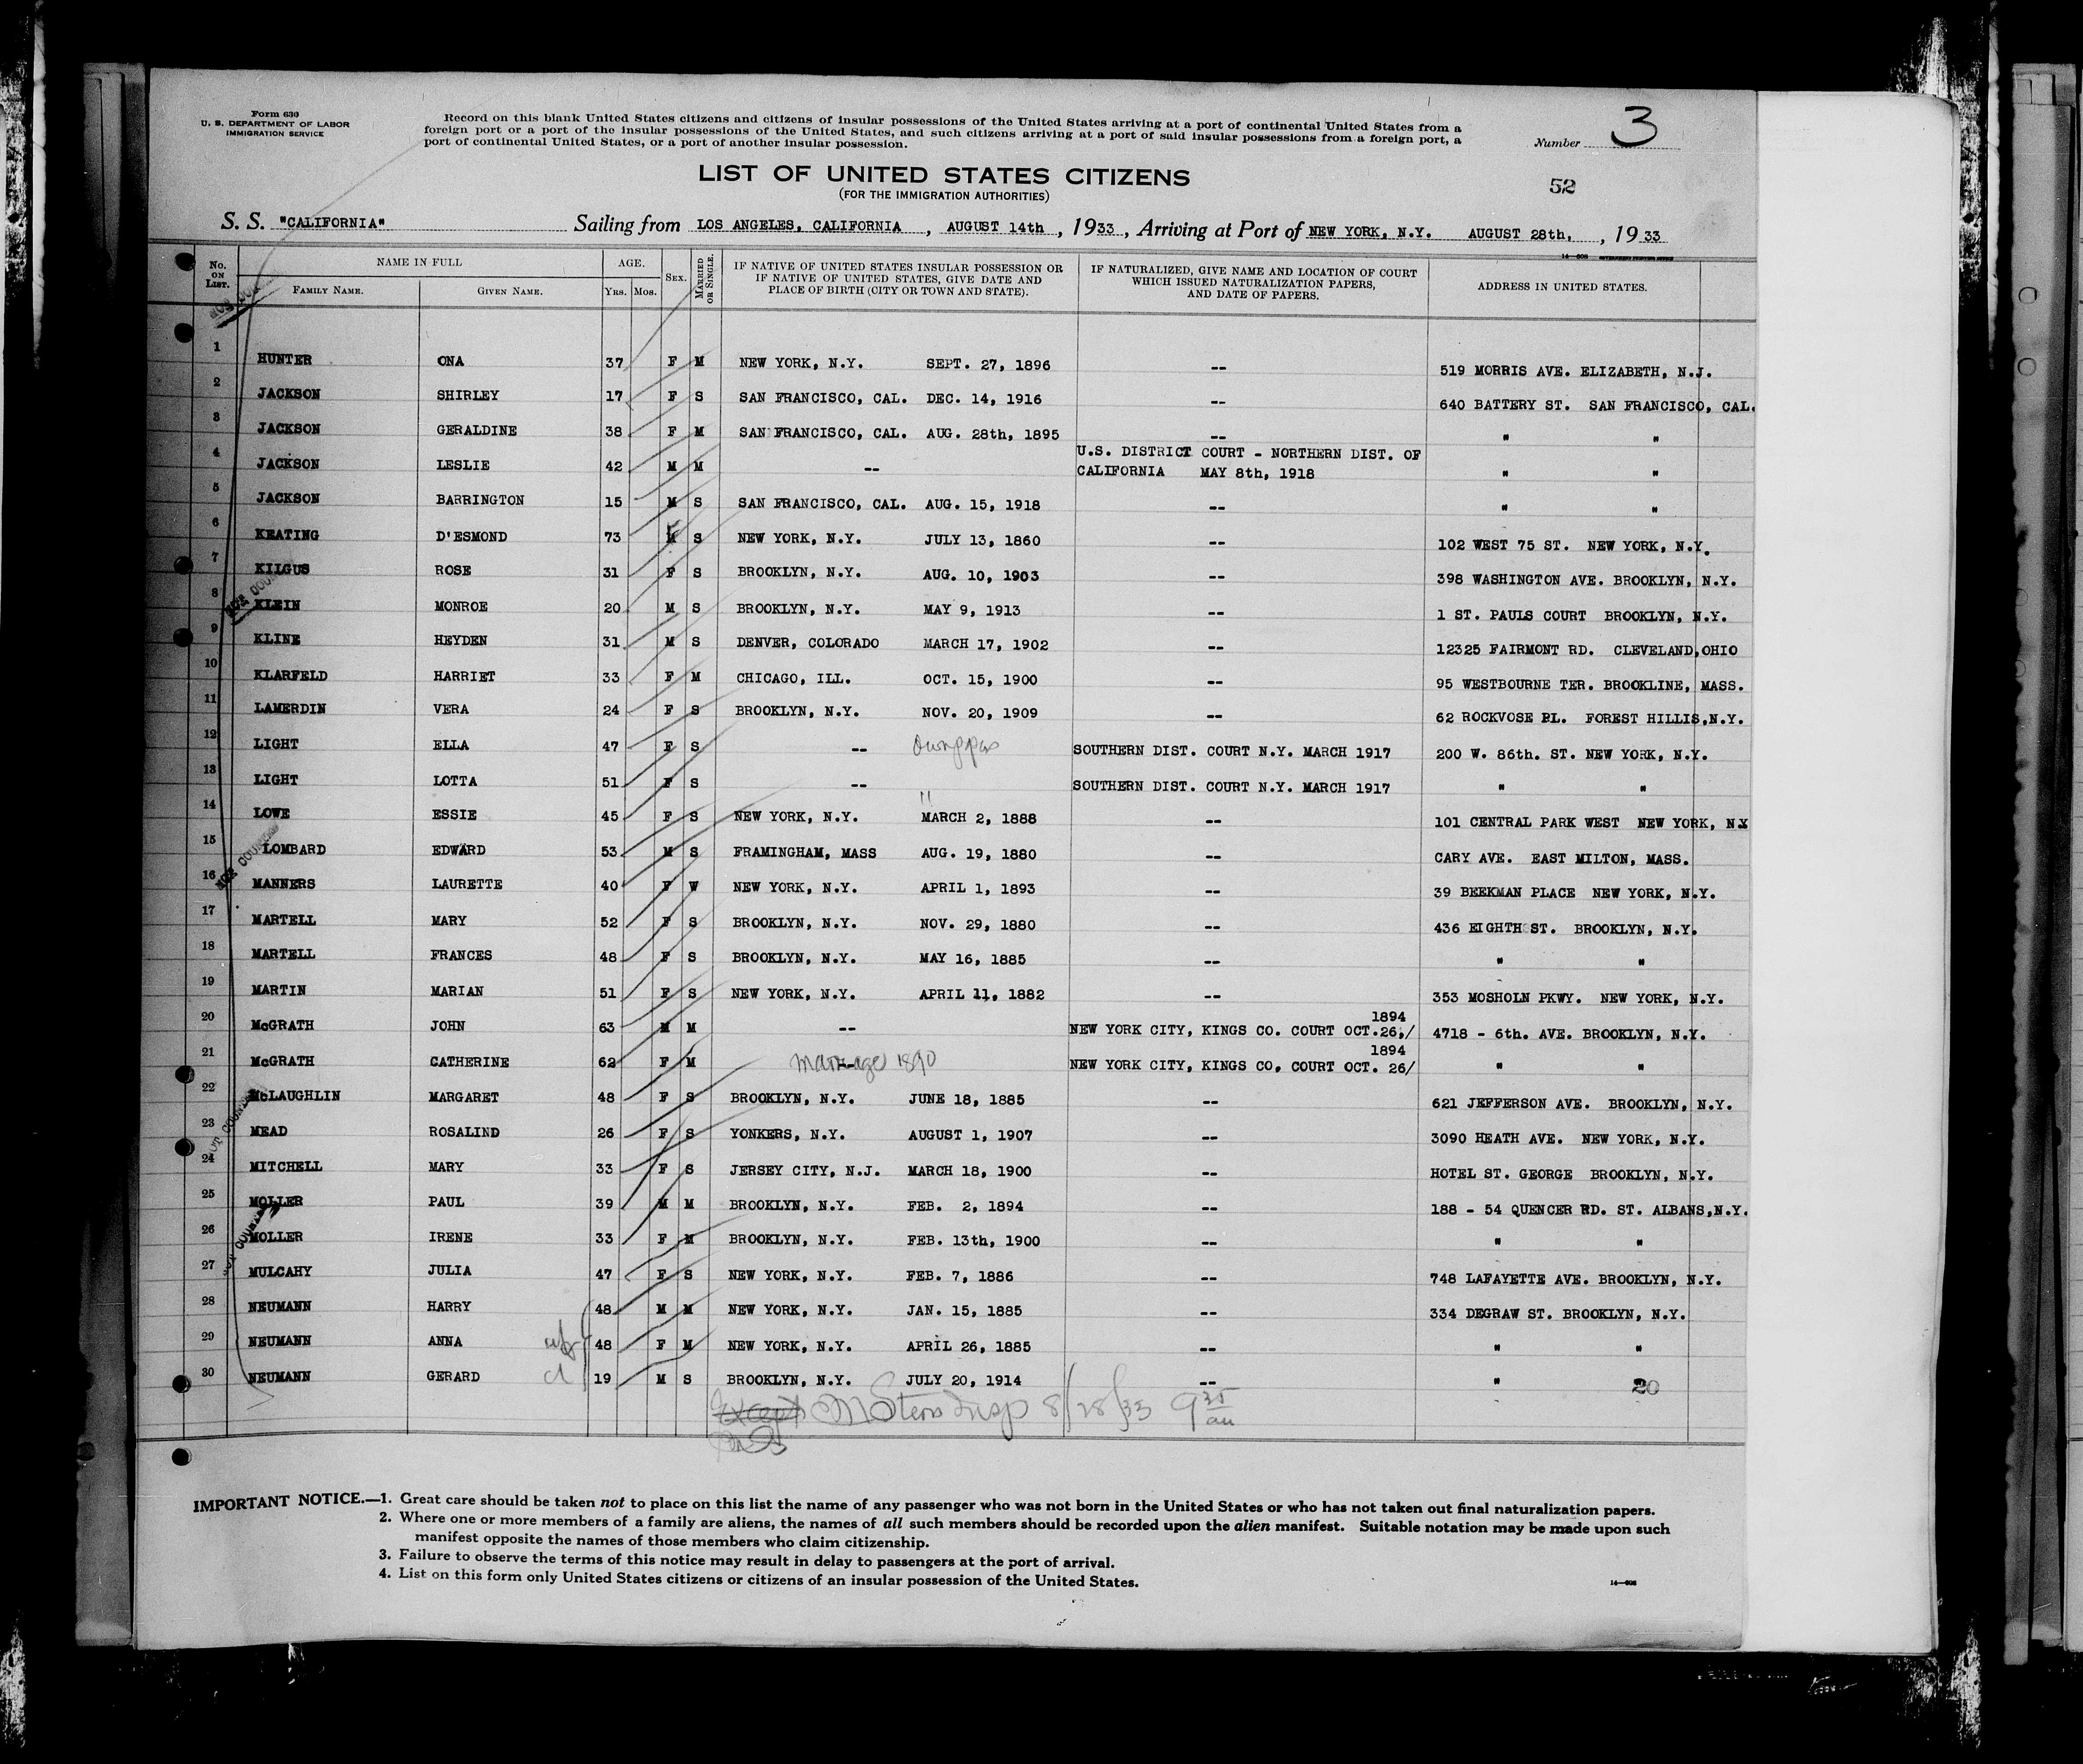 Form 630
U. S. DEPARTMENT OF LABOR
IMMIGRATION SERVICE
Record on this blank United States citizens and citizens of insular possessions of the United States arriving at a port of continental United States from a
foreign port or a port of the insular possessions of the United States, and such citizens arriving at a port of said insular possessions from a foreign port, a
port of continental United States, or a port of another insular possession.
Number 3
LIST OF UNITED STATES CITIZENS
(FOR THE IMMIGRATION AUTHORITIES)
52
S. S. "CALIFORNIA" Sailing from LOS ANGELES, CALIFORNIA , AUGUST 14th , 1933 , Arriving at Port of NEW YORK, N.Y. AUGUST 28th, , 1933
No. ON LIST. NAME IN FULL FAMILY NAME. GIVEN NAME. AGE. YRS. MOS. SEX. MARRIED OR SINGLE. IF NATIVE OF UNITED STATES INSULAR POSSESSION OR IF NATIVE OF UNITED STATES, GIVE DATE AND PLACE OF BIRTH (CITY OR TOWN AND STATE). IF NATURALIZED, GIVE NAME AND LOCATION OF COURT WHICH ISSUED NATURALIZATION PAPERS, AND DATE OF PAPERS. ADDRESS IN UNITED STATES.
1 HUNTER ONA 37 F M NEW YORK, N.Y. SEPT. 27, 1896 -- 519 MORRIS AVE. ELIZABETH, N.J.
2 JACKSON SHIRLEY 17 F S SAN FRANCISCO, CAL. DEC. 14, 1916 -- 640 BATTERY ST. SAN FRANCISCO, CAL.
3 JACKSON GERALDINE 38 F M SAN FRANCISCO, CAL. AUG. 28th, 1895 -- " "
4 JACKSON LESLIE 42 M M -- U.S. DISTRICT COURT - NORTHERN DIST. OF CALIFORNIA MAY 8th, 1918 " "
5 JACKSON BARRINGTON 15 M S SAN FRANCISCO, CAL. AUG. 15, 1918 -- " "
6 KEATING D'ESMOND 73 F S NEW YORK, N.Y. JULY 13, 1860 -- 102 WEST 75 ST. NEW YORK, N.Y.
7 KILGUS ROSE 31 F S BROOKLYN, N.Y. AUG. 10, 1903 -- 398 WASHINGTON AVE. BROOKLYN, N.Y.
8 KLEIN MONROE 20 M S BROOKLYN, N.Y. MAY 9, 1913 -- 1 ST. PAULS COURT BROOKLYN, N.Y.
9 KLINE HEYDEN 31 M S DENVER, COLORADO MARCH 17, 1902 -- 12325 FAIRMONT RD. CLEVELAND,OHIO
10 KLARFELD HARRIET 33 F M CHICAGO, ILL. OCT. 15, 1900 -- 95 WESTBOURNE TER. BROOKLINE, MASS.
11 LAMERDIN VERA 24 F S BROOKLYN, N.Y. NOV. 20, 1909 -- 62 ROCKVOSE PL. FOREST HILLIS,N.Y.
12 LIGHT ELLA 47 F S -- SOUTHERN DIST. COURT N.Y. MARCH 1917 200 W. 86th. ST. NEW YORK, N.Y.
13 LIGHT LOTTA 51 F S -- " SOUTHERN DIST. COURT N.Y. MARCH 1917 " "
14 LOWE ESSIE 45 F S NEW YORK, N.Y. MARCH 2, 1888 -- 101 CENTRAL PARK WEST NEW YORK, N.Y
15 LOMBARD EDWARD 53 M S FRAMINGHAM, MASS AUG. 19, 1880 -- CARY AVE. EAST MILTON, MASS.
16 MANNERS LAURETTE 40 F W NEW YORK, N.Y. APRIL 1, 1893 -- 39 BEEKMAN PLACE NEW YORK, N.Y.
17 MARTELL MARY 52 F S BROOKLYN, N.Y. NOV. 29, 1880 -- 436 EIGHTH ST. BROOKLYN, N.Y.
18 MARTELL FRANCES 48 F S BROOKLYN, N.Y. MAY 16, 1885 -- " "
19 MARTIN MARIAN 51 F S NEW YORK, N.Y. APRIL 11, 1882 -- 353 MOSHOLN PKWY. NEW YORK, N.Y.
20 McGRATH JOHN 63 M M -- NEW YORK CITY, KINGS CO. COURT OCT.26,/ 1894 4718 - 6th. AVE. BROOKLYN, N.Y.
21 McGRATH CATHERINE 62 F M -- Marriage 1890 NEW YORK CITY, KINGS CO. COURT OCT. 26/ 1894 " "
22 McLAUGHLIN MARGARET 48 F S BROOKLYN, N.Y. JUNE 18, 1885 -- 621 JEFFERSON AVE. BROOKLYN, N.Y.
23 MEAD ROSALIND 26 F S YONKERS, N.Y. AUGUST 1, 1907 -- 3090 HEATH AVE. NEW YORK, N.Y.
24 MITCHELL MARY 33 F S JERSEY CITY, N.J. MARCH 18, 1900 -- HOTEL ST. GEORGE BROOKLYN, N.Y.
25 MOLLER PAUL 39 M M BROOKLYN, N.Y. FEB. 2, 1894 -- 188 - 54 QUENCER RD. ST. ALBANS,N.Y.
26 MOLLER IRENE 33 F M BROOKLYN, N.Y. FEB. 13th, 1900 -- " "
27 MULCAHY JULIA 47 F S NEW YORK, N.Y. FEB. 7, 1886 -- 748 LAFAYETTE AVE. BROOKLYN, N.Y.
28 NEUMANN HARRY 48 M M NEW YORK, N.Y. JAN. 15, 1885 -- 334 DEGRAW ST. BROOKLYN, N.Y.
29 NEUMANN ANNA wf 48 F M NEW YORK, N.Y. APRIL 26, 1885 -- " "
30 NEUMANN GERARD d 19 M S BROOKLYN, N.Y. JULY 20, 1914 -- " 20
Insp 8/28/33 9 35 am
IMPORTANT NOTICE.—1. Great care should be taken not to place on this list the name of any passenger who was not born in the United States or who has not taken out final naturalization papers.
2. Where one or more members of a family are aliens, the names of all such members should be recorded upon the alien manifest. Suitable notation may be made upon such
manifest opposite the names of those members who claim citizenship.
3. Failure to observe the terms of this notice may result in delay to passengers at the port of arrival.
4. List on this form only United States citizens or citizens of an insular possession of the United States.